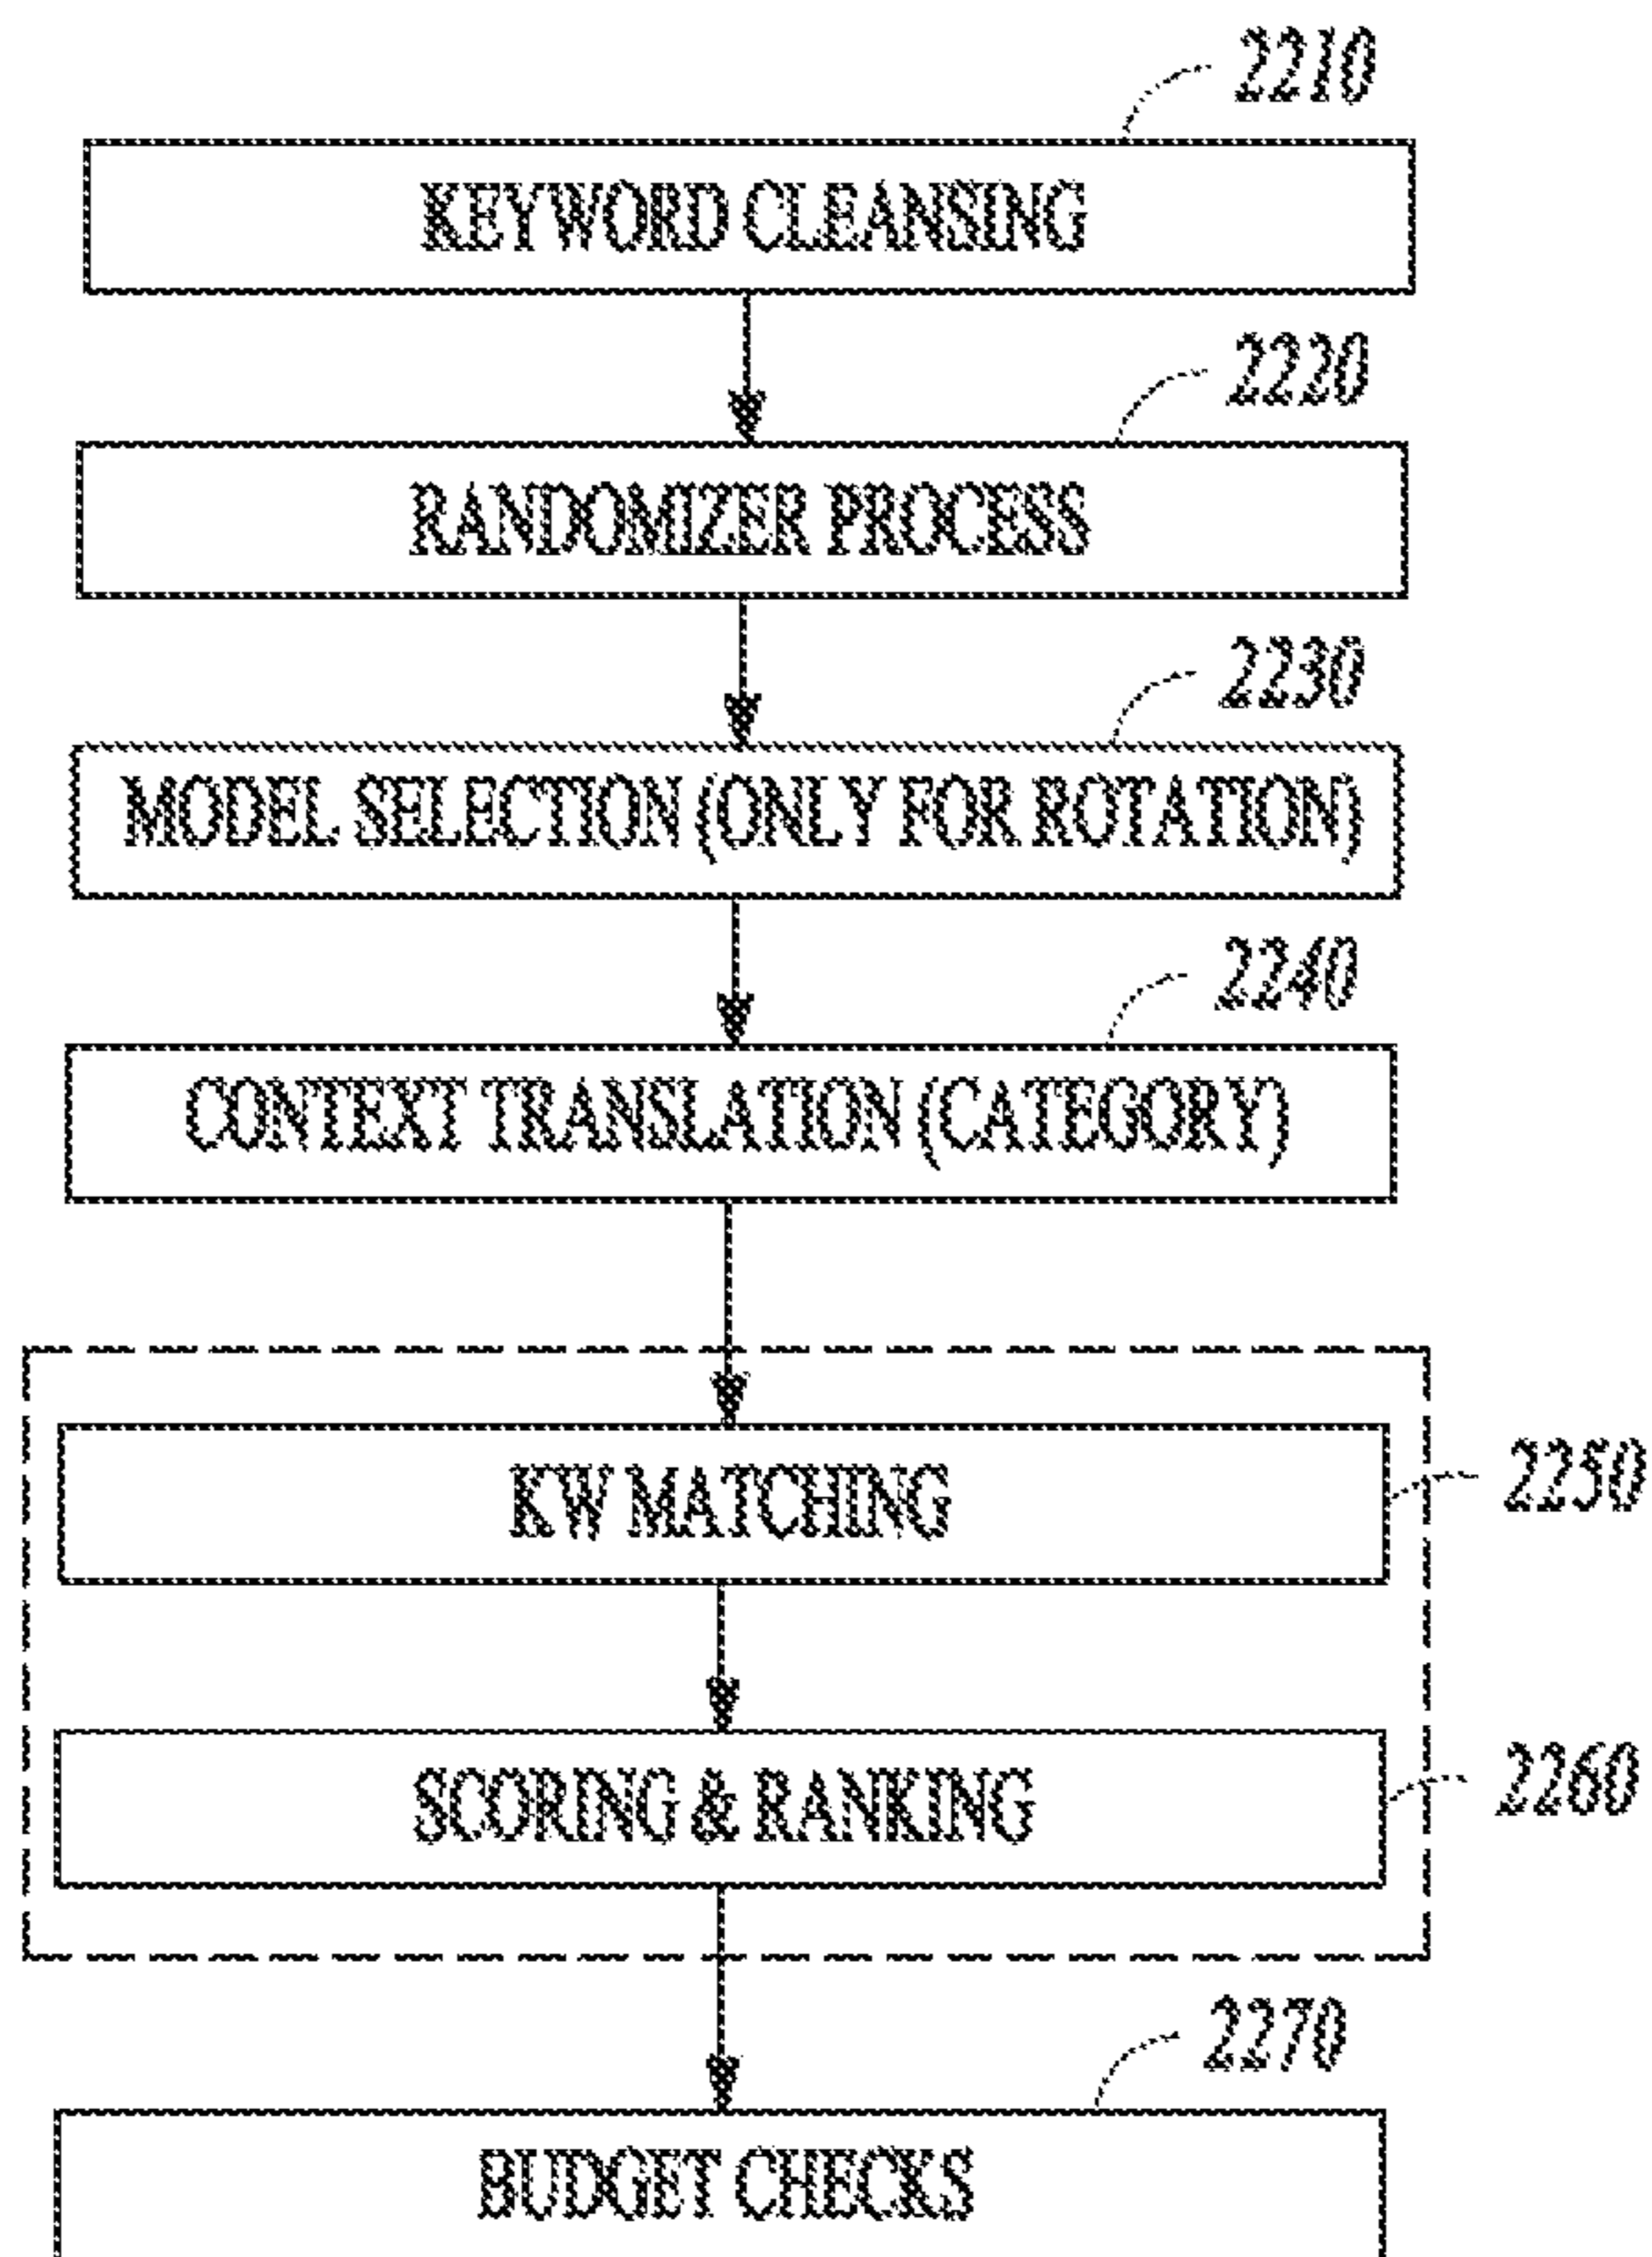 2210
KEYWORD CLEANSING
2220
RANDOMIZER PROCESS
2230
MODEL SELECTION (ONLY FOR ROTATION)
2240
CONTEXT TRANSLATION (CATEGORY)
KW MATCHING
2250
SCORING & RANKING
2260
2270
BUDGET CHECKS